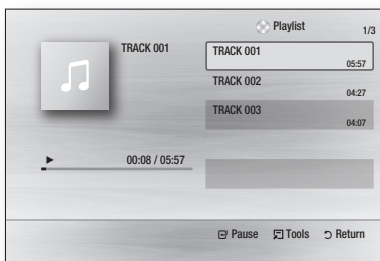 Playlist
1/3
TRACK 001
TRACK 001
05:57
TRACK 002
04:27
TRACK 003
04:07
00:08 / 05:57
Pause Tools Return